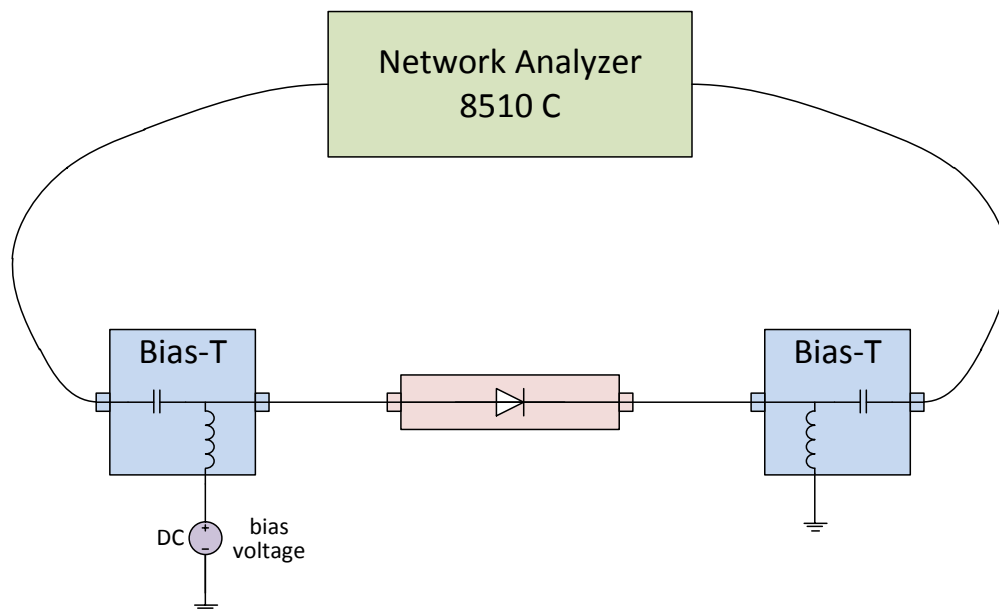 Network Analyzer
8510 C
Bias-T
Bias-T
DC
+
−
bias
voltage